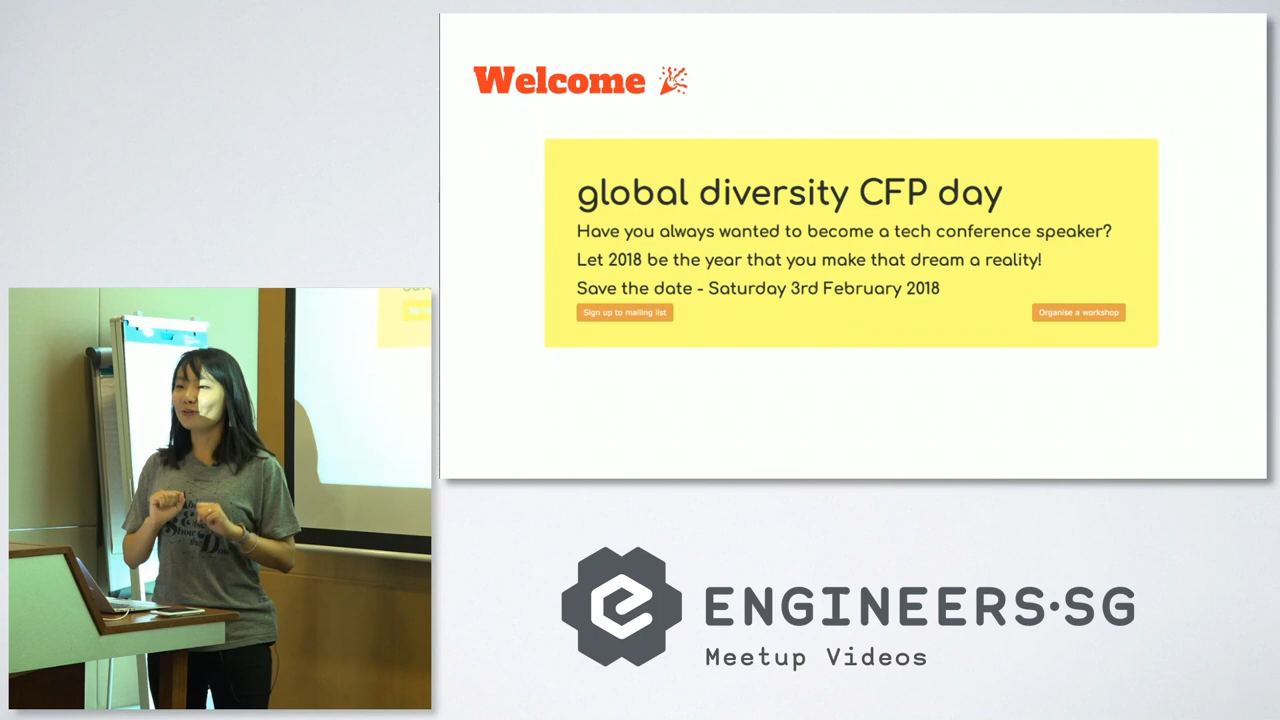 Welcome
global diversity CFP day
Have you always wanted to become a tech conference speaker?
Let 2018 be the year that you make that dream a reality!
Save the date - Saturday 3rd February 2018
Sign up to mailing list
Organise a workshop
ENGINEERS·SG
Meetup Videos